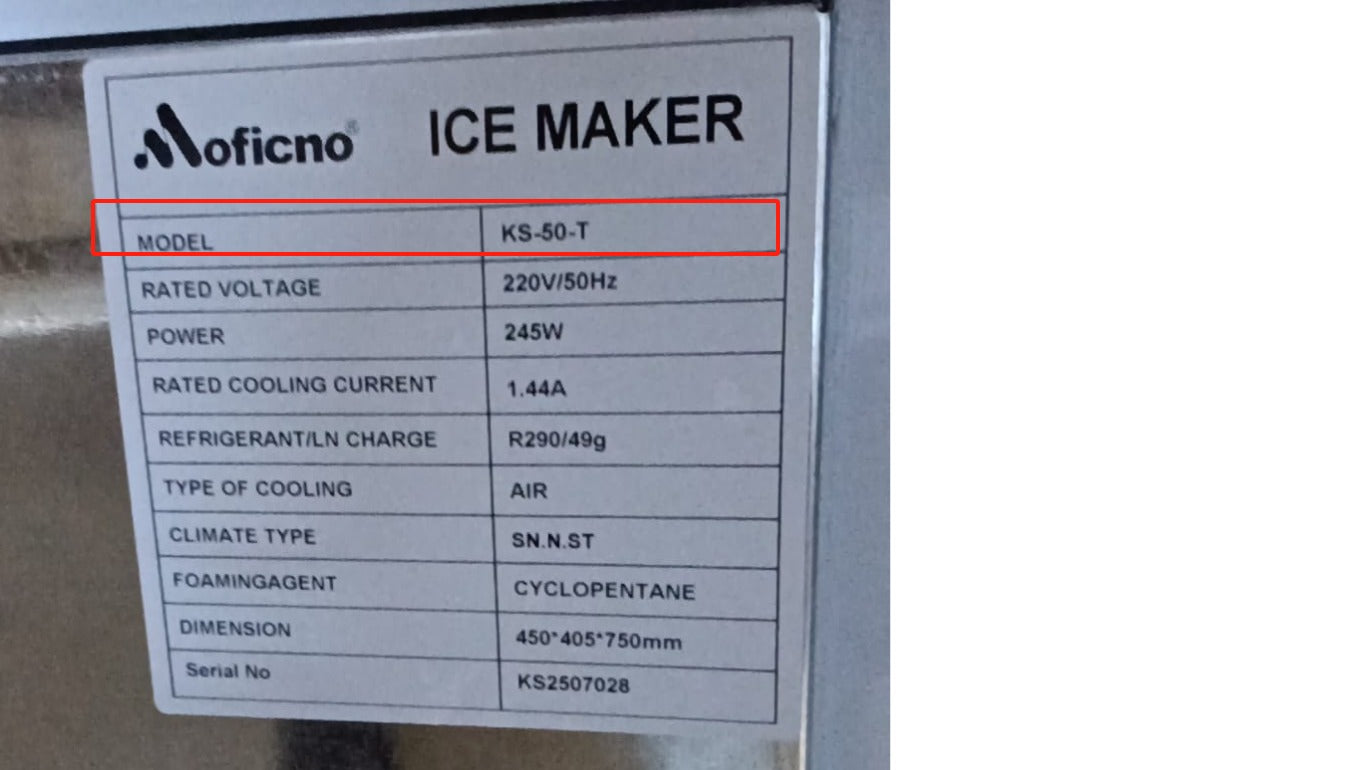 Moficno® ICE MAKER
MODEL KS-50-T
RATED VOLTAGE 220V/50Hz
POWER 245W
RATED COOLING CURRENT 1.44A
REFRIGERANT/LN CHARGE R290/49g
TYPE OF COOLING AIR
CLIMATE TYPE SN.N.ST
FOAMINGAGENT CYCLOPENTANE
DIMENSION 450*405*750mm
Serial No KS2507028